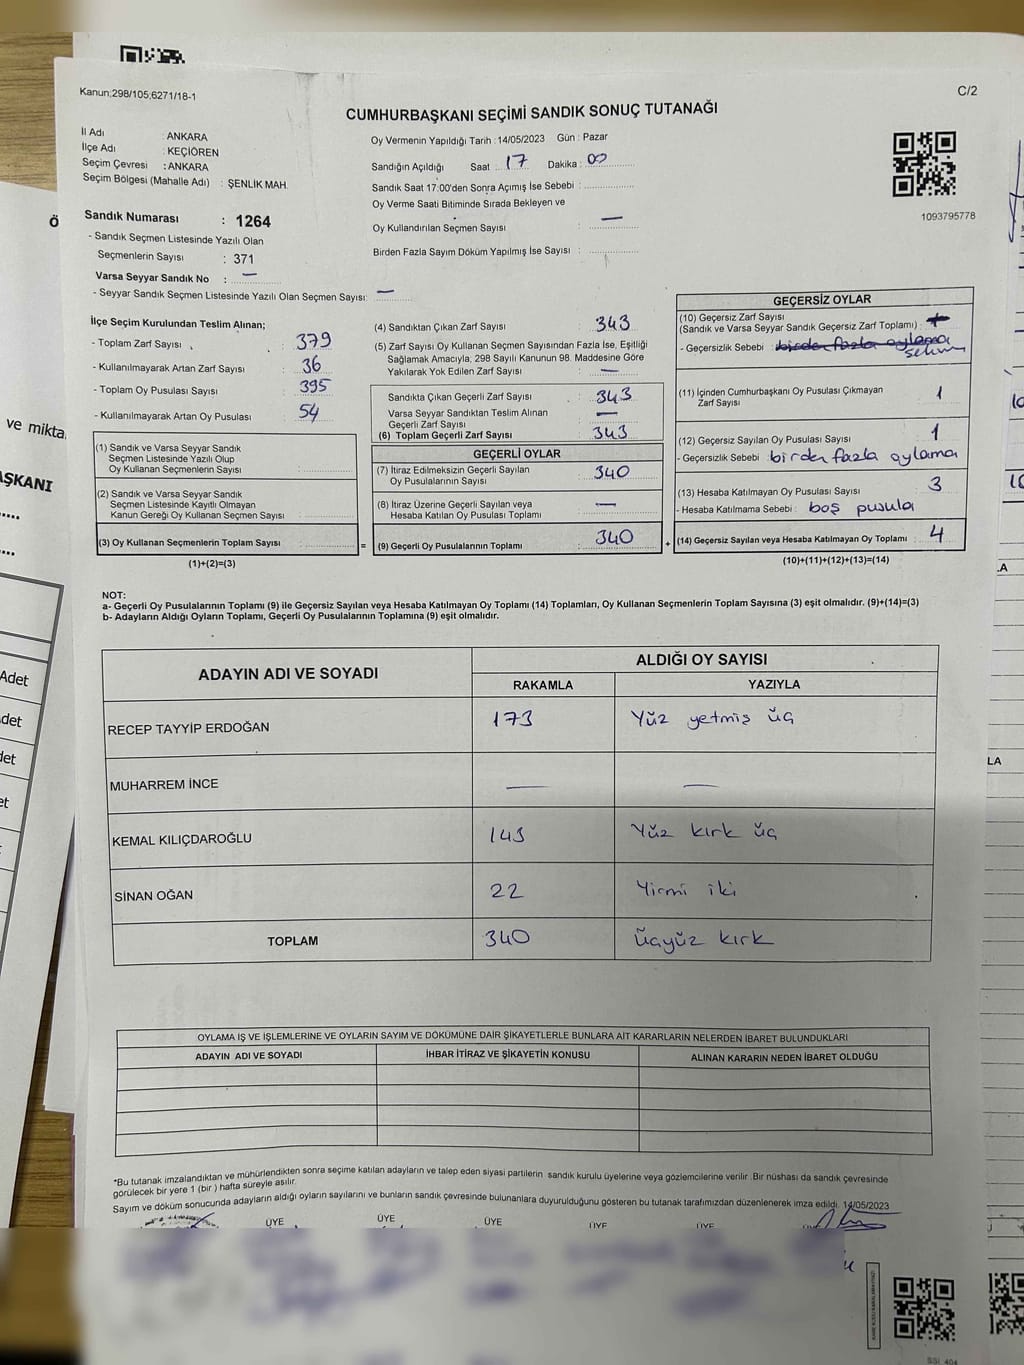 Kanun:298/105,6271/18-1
C/2
CUMHURBAŞKANI SEÇİMİ SANDIK SONUÇ TUTANAĞI
İl Adı : ANKARA
İlçe Adı : KEÇİÖREN
Seçim Çevresi : ANKARA
Seçim Bölgesi (Mahalle Adı) : ŞENLİK MAH.
Oy Vermenin Yapıldığı Tarih :14/05/2023 Gün : Pazar
Sandığın Açıldığı Saat : 17 Dakika : 00
Sandık Saat 17:00'den Sonra Açımış İse Sebebi :
Oy Verme Saati Bitiminde Sırada Bekleyen ve
Oy Kullandırılan Seçmen Sayısı : —
Birden Fazla Sayım Döküm Yapılmış İse Sayısı :
1093795778
Sandık Numarası : 1264
- Sandık Seçmen Listesinde Yazılı Olan
Seçmenlerin Sayısı : 371
Varsa Seyyar Sandık No : —
- Seyyar Sandık Seçmen Listesinde Yazılı Olan Seçmen Sayısı: —
İlçe Seçim Kurulundan Teslim Alınan;
- Toplam Zarf Sayısı : 379
- Kullanılmayarak Artan Zarf Sayısı : 36
- Toplam Oy Pusulası Sayısı : 395
- Kullanılmayarak Artan Oy Pusulası : 54
(1) Sandık ve Varsa Seyyar Sandık
Seçmen Listesinde Yazılı Olup
Oy Kullanan Seçmenlerin Sayısı :
(2) Sandık ve Varsa Seyyar Sandık
Seçmen Listesinde Kayıtlı Olmayan
Kanun Gereği Oy Kullanan Seçmen Sayısı :
(3) Oy Kullanan Seçmenlerin Toplam Sayısı :
(1)+(2)=(3)
(4) Sandıktan Çıkan Zarf Sayısı : 343
(5) Zarf Sayısı Oy Kullanan Seçmen Sayısından Fazla İse, Eşitliği
Sağlamak Amacıyla; 298 Sayılı Kanunun 98. Maddesine Göre
Yakılarak Yok Edilen Zarf Sayısı : —
Sandıkta Çıkan Geçerli Zarf Sayısı : 343
Varsa Seyyar Sandıktan Teslim Alınan
Geçerli Zarf Sayısı : —
(6) Toplam Geçerli Zarf Sayısı : 343
GEÇERLİ OYLAR
(7) İtiraz Edilmeksizin Geçerli Sayılan
Oy Pusulalarının Sayısı : 340
(8) İtiraz Üzerine Geçerli Sayılan veya
Hesaba Katılan Oy Pusulası Toplamı : —
= (9) Geçerli Oy Pusulalarının Toplamı : 340
GEÇERSİZ OYLAR
(10) Geçersiz Zarf Sayısı
(Sandık ve Varsa Seyyar Sandık Geçersiz Zarf Toplamı) :
- Geçersizlik Sebebi : birden fazla oylama
(11) İçinden Cumhurbaşkanı Oy Pusulası Çıkmayan
Zarf Sayısı : 1
(12) Geçersiz Sayılan Oy Pusulası Sayısı : 1
- Geçersizlik Sebebi : birden fazla oylama
(13) Hesaba Katılmayan Oy Pusulası Sayısı : 3
- Hesaba Katılmama Sebebi : boş pusula
+ (14) Geçersiz Sayılan veya Hesaba Katılmayan Oy Toplamı : 4
(10)+(11)+(12)+(13)=(14)
NOT:
a- Geçerli Oy Pusulalarının Toplamı (9) ile Geçersiz Sayılan veya Hesaba Katılmayan Oy Toplamı (14) Toplamları, Oy Kullanan Seçmenlerin Toplam Sayısına (3) eşit olmalıdır. (9)+(14)=(3)
b- Adayların Aldığı Oyların Toplamı, Geçerli Oy Pusulalarının Toplamına (9) eşit olmalıdır.
ADAYIN ADI VE SOYADI
ALDIĞI OY SAYISI
RAKAMLA YAZIYLA
RECEP TAYYİP ERDOĞAN 173 Yüz yetmiş üç
MUHARREM İNCE — —
KEMAL KILIÇDAROĞLU 143 Yüz kırk üç
SİNAN OĞAN 22 Yirmi iki
TOPLAM 340 Üçyüz kırk
OYLAMA İŞ VE İŞLEMLERİNE VE OYLARIN SAYIM VE DÖKÜMÜNE DAİR ŞİKAYETLERLE BUNLARA AİT KARARLARIN NELERDEN İBARET BULUNDUKLARI
ADAYIN ADI VE SOYADI İHBAR İTİRAZ VE ŞİKAYETİN KONUSU ALINAN KARARIN NEDEN İBARET OLDUĞU
*Bu tutanak imzalandıktan ve mühürlendikten sonra seçime katılan adayların ve talep eden siyasi partilerin sandık kurulu üyelerine veya gözlemcilerine verilir. Bir nüshası da sandık çevresinde
görülecek bir yere 1 (bir ) hafta süreyle asılır.
Sayım ve döküm sonucunda adayların aldığı oyların sayılarını ve bunların sandık çevresinde bulunanlara duyurulduğunu gösteren bu tutanak tarafımızdan düzenlenerek imza edildi. 14/05/2023
ÜYE ÜYE ÜYE ÜYE ÜYE
ve mikta
AŞKANI
Adet
det
det
et
LA